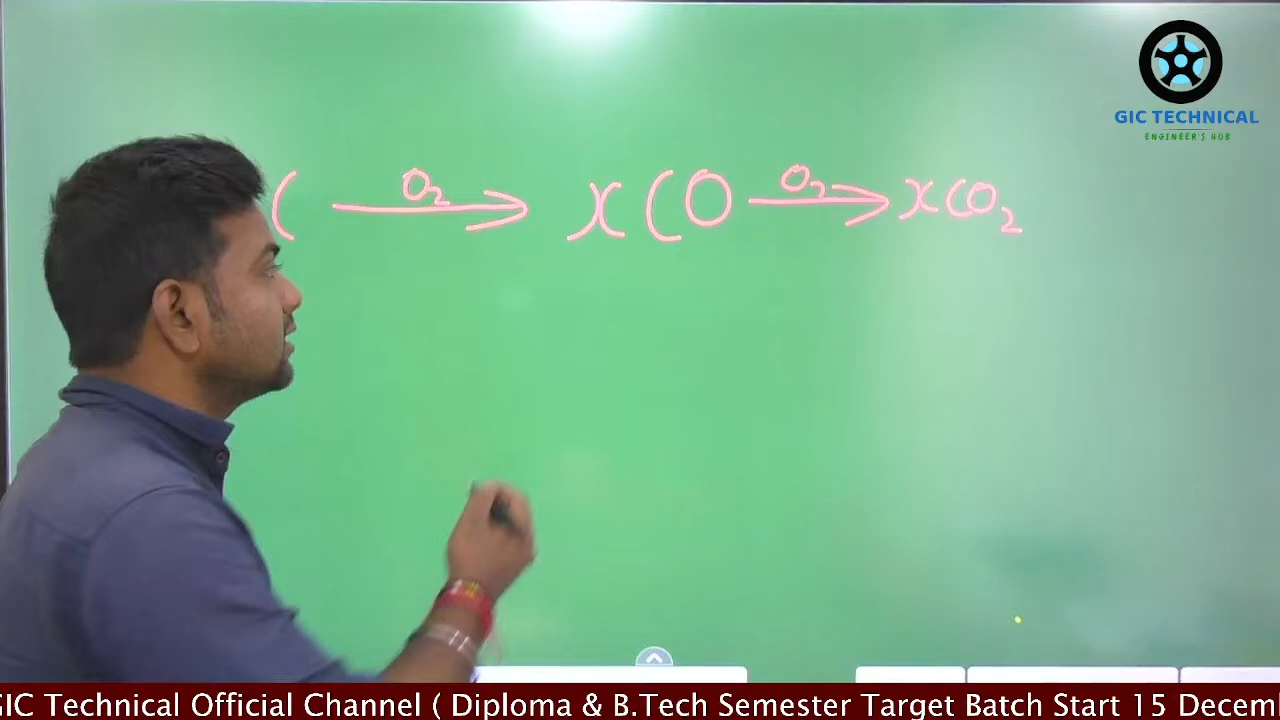 C O₂ → x CO O₂ → x CO₂
GIC TECHNICAL
ENGINEER'S HUB
GIC Technical Official Channel ( Diploma & B.Tech Semester Target Batch Start 15 Decem